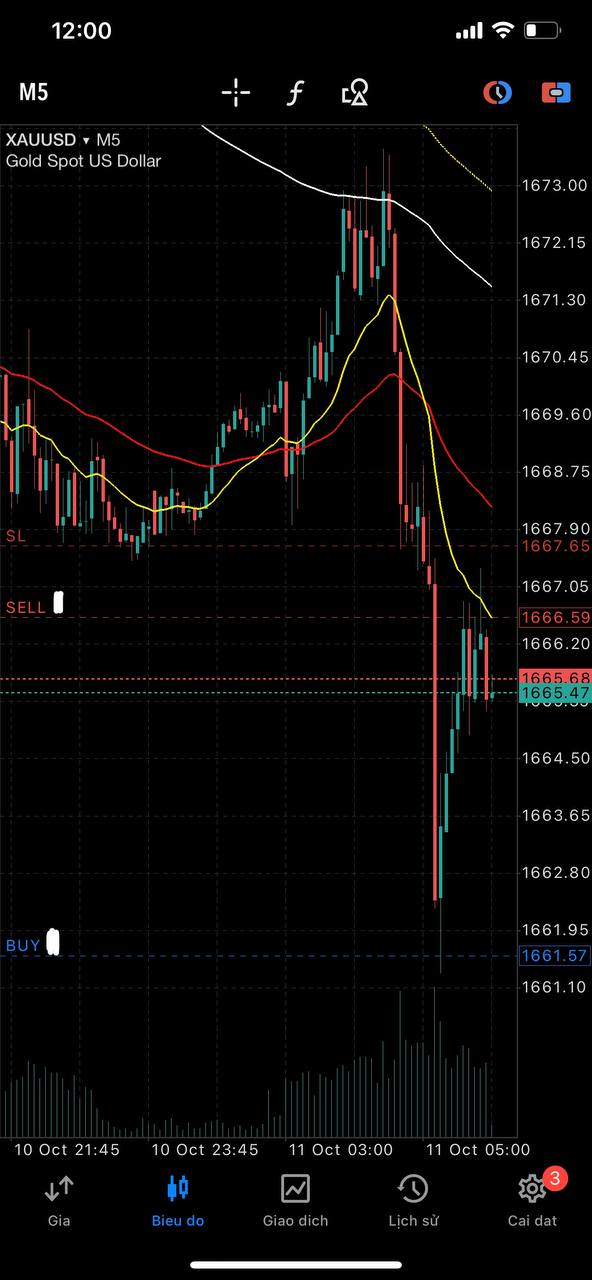 12:00
M5
f
XAUUSD ▾ M5
Gold Spot US Dollar
1673.00
1672.15
1671.30
1670.45
1669.60
1668.75
1667.90
SL
1667.65
1667.05
SELL
1666.59
1666.20
1665.68
1665.47
1664.50
1663.65
1662.80
1661.95
BUY
1661.57
1661.10
10 Oct 21:45
10 Oct 23:45
11 Oct 03:00
11 Oct 05:00
3
Gia
Bieu do
Giao dich
Lịch sử
Cai dat